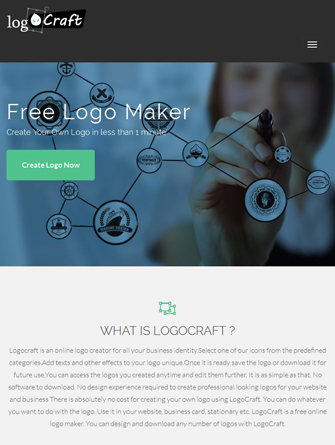 logoCraft
Free Logo Maker
Create Your Own Logo in less than 1 minute
Create Logo Now
WHAT IS LOGOCRAFT ?
Logocraft is an online logo creator for all your business identity.Select one of our icons from the predefined
categories.Add texts and other effects to your logo unique.Once it is ready save the logo or download it for
future use.You can access the logos you created anytime and edit them further. It is as simple as that. No
software to download. No design experience required to create professional looking logos for your website
and business There is absolutely no cost for creating your own logo using LogoCraft. You can do whatever
you want to do with the logo. Use it in your website, business card, stationery etc. LogoCraft is a free online
logo maker. You can design and download any number of logos with LogoCraft.